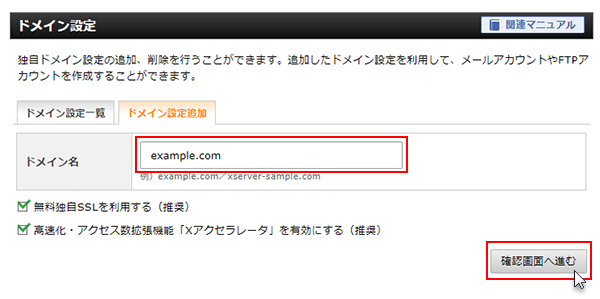 ドメイン設定
関連マニュアル
独自ドメイン設定の追加、削除を行うことができます。追加したドメイン設定を利用して、メールアカウントやFTPア
カウントを作成することができます。
ドメイン設定一覧
ドメイン設定追加
ドメイン名
example.com
例）example.com／xserver-sample.com
無料独自SSLを利用する（推奨）
高速化・アクセス数拡張機能「Xアクセラレータ」を有効にする（推奨）
確認画面へ進む